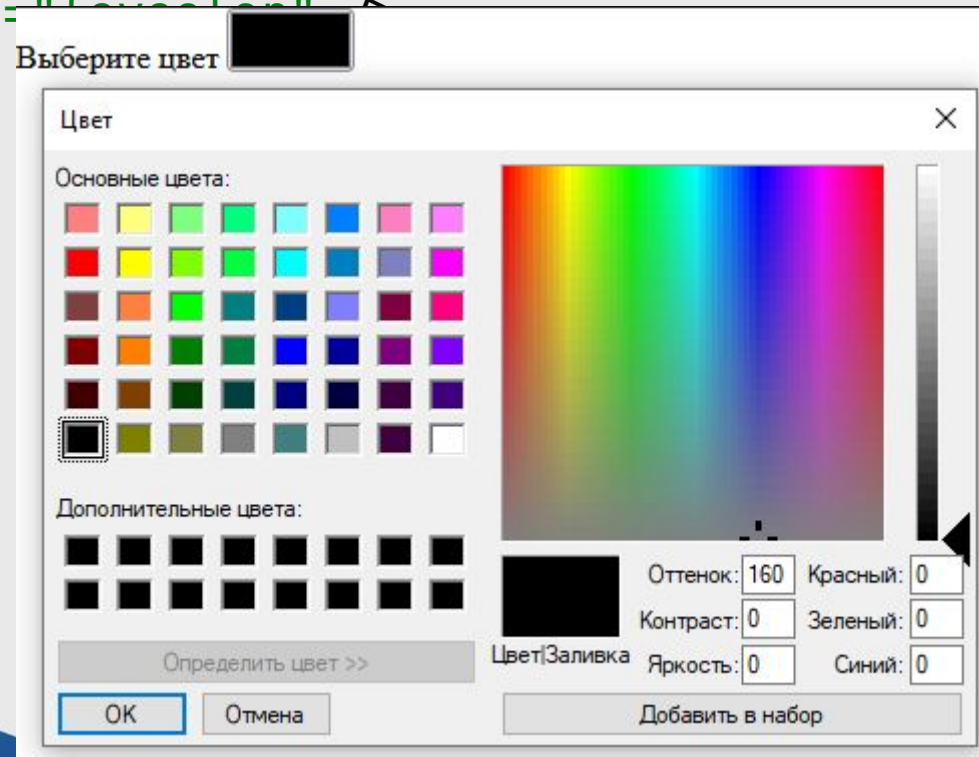 Выберите цвет
Цвет
Основные цвета:
Дополнительные цвета:
Определить цвет >>
OK
Отмена
Цвет|Заливка
Оттенок: 160
Контраст: 0
Яркость: 0
Красный: 0
Зеленый: 0
Синий: 0
Добавить в набор